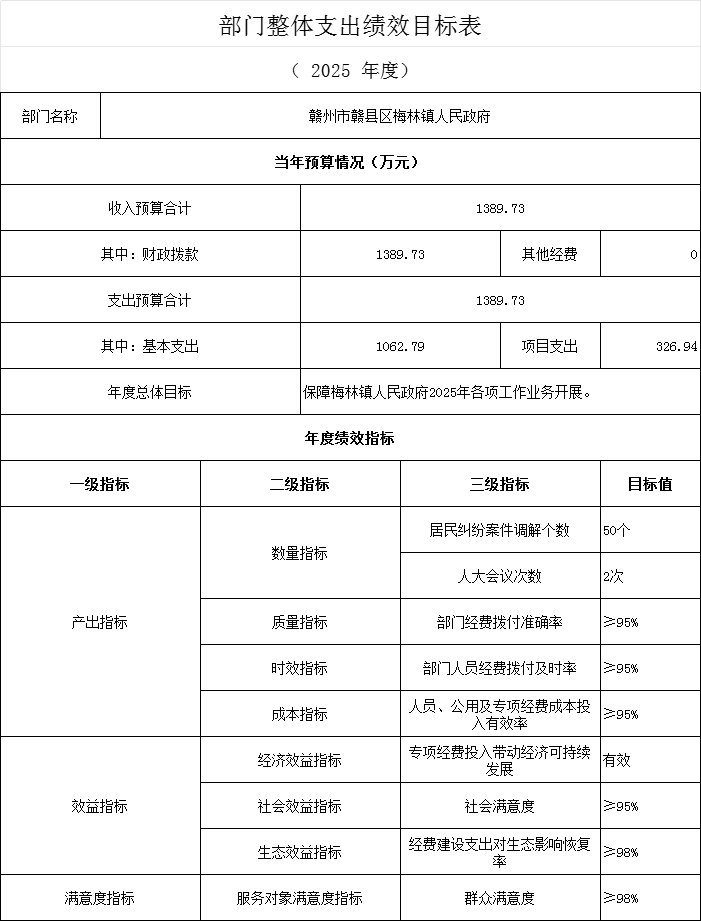 部门整体支出绩效目标表
（ 2025 年度）
部门名称 赣州市赣县区梅林镇人民政府
当年预算情况（万元）
收入预算合计 1389.73
其中：财政拨款 1389.73 其他经费 0
支出预算合计 1389.73
其中：基本支出 1062.79 项目支出 326.94
年度总体目标 保障梅林镇人民政府2025年各项工作业务开展。
年度绩效指标
一级指标 二级指标 三级指标 目标值
产出指标 数量指标 居民纠纷案件调解个数 50个
人大会议次数 2次
质量指标 部门经费拨付准确率 ≥95%
时效指标 部门人员经费拨付及时率 ≥95%
成本指标 人员、公用及专项经费成本投
入有效率 ≥95%
效益指标 经济效益指标 专项经费投入带动经济可持续
发展 有效
社会效益指标 社会满意度 ≥95%
生态效益指标 经费建设支出对生态影响恢复
率 ≥98%
满意度指标 服务对象满意度指标 群众满意度 ≥98%